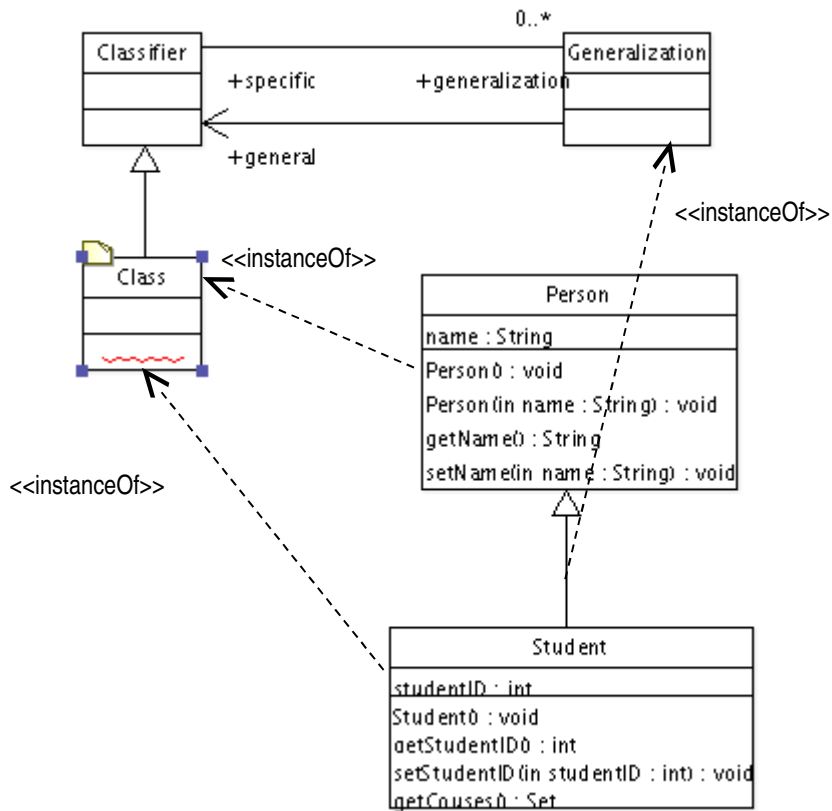 0..*
Classifier
Generalization
+specific
+generalization
+general
<<instanceOf>>
<<instanceOf>>
Class
Person
name : String
Person() : void
Person(in name : String) : void
getName() : String
setName(in name : String) : void
<<instanceOf>>
Student
studentID : int
Student() : void
getStudentID() : int
setStudentID(in studentID : int) : void
getCouses() : Set